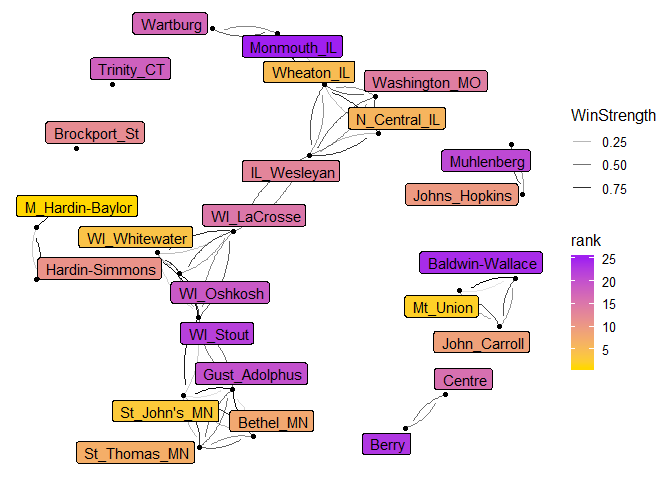 Wartburg
Monmouth_IL
Trinity_CT
Wheaton_IL
Washington_MO
N_Central_IL
Brockport_St
Muhlenberg
IL_Wesleyan
Johns_Hopkins
M_Hardin-Baylor
WI_LaCrosse
WI_Whitewater
Hardin-Simmons
Baldwin-Wallace
WI_Oshkosh
Mt_Union
WI_Stout
John_Carroll
Gust_Adolphus
Centre
St_John's_MN
Bethel_MN
Berry
St_Thomas_MN
WinStrength
0.25
0.50
0.75
rank
25
20
15
10
5